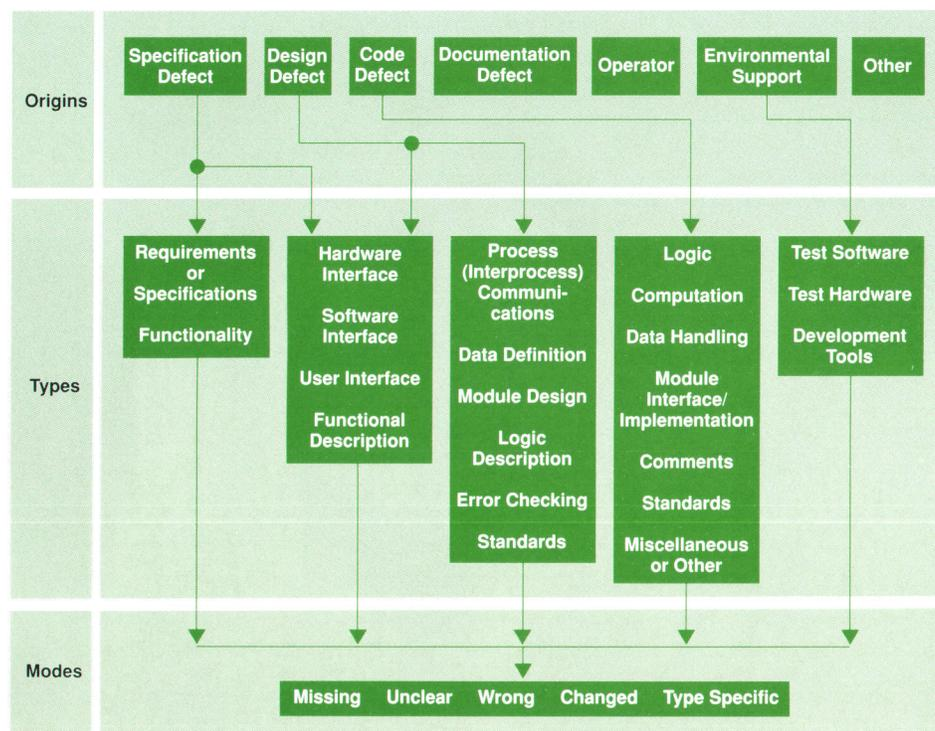 Origins
Specification
Defect
Design
Defect
Code
Defect
Documentation
Defect
Operator
Environmental
Support
Other
Types
Requirements
or
Specifications
Functionality
Hardware
Interface
Software
Interface
User Interface
Functional
Description
Process
(Interprocess)
Communi-
cations
Data Definition
Module Design
Logic
Description
Error Checking
Standards
Logic
Computation
Data Handling
Module
Interface/
Implementation
Comments
Standards
Miscellaneous
or Other
Test Software
Test Hardware
Development
Tools
Modes
Missing Unclear Wrong Changed Type Specific